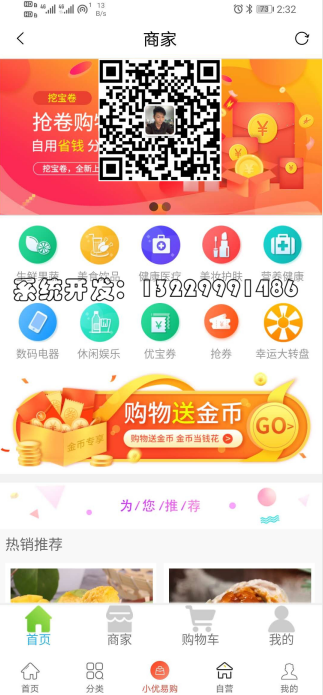 13
B/s
2:32
商家
挖宝卷
抢卷购物
自用省钱 分
挖宝卷,全新上
生鲜果蔬 美食饮品 健康医疗 美妆护肤 营养健康
系统开发:13229991486
数码电器 休闲娱乐 优宝券 抢券 幸运大转盘
金币专享
购物送金币
购物送金币 金币当钱花
GO>
为/您/推/荐
热销推荐
首页 商家 购物车 我的
首页 分类 小优易购 自营 我的